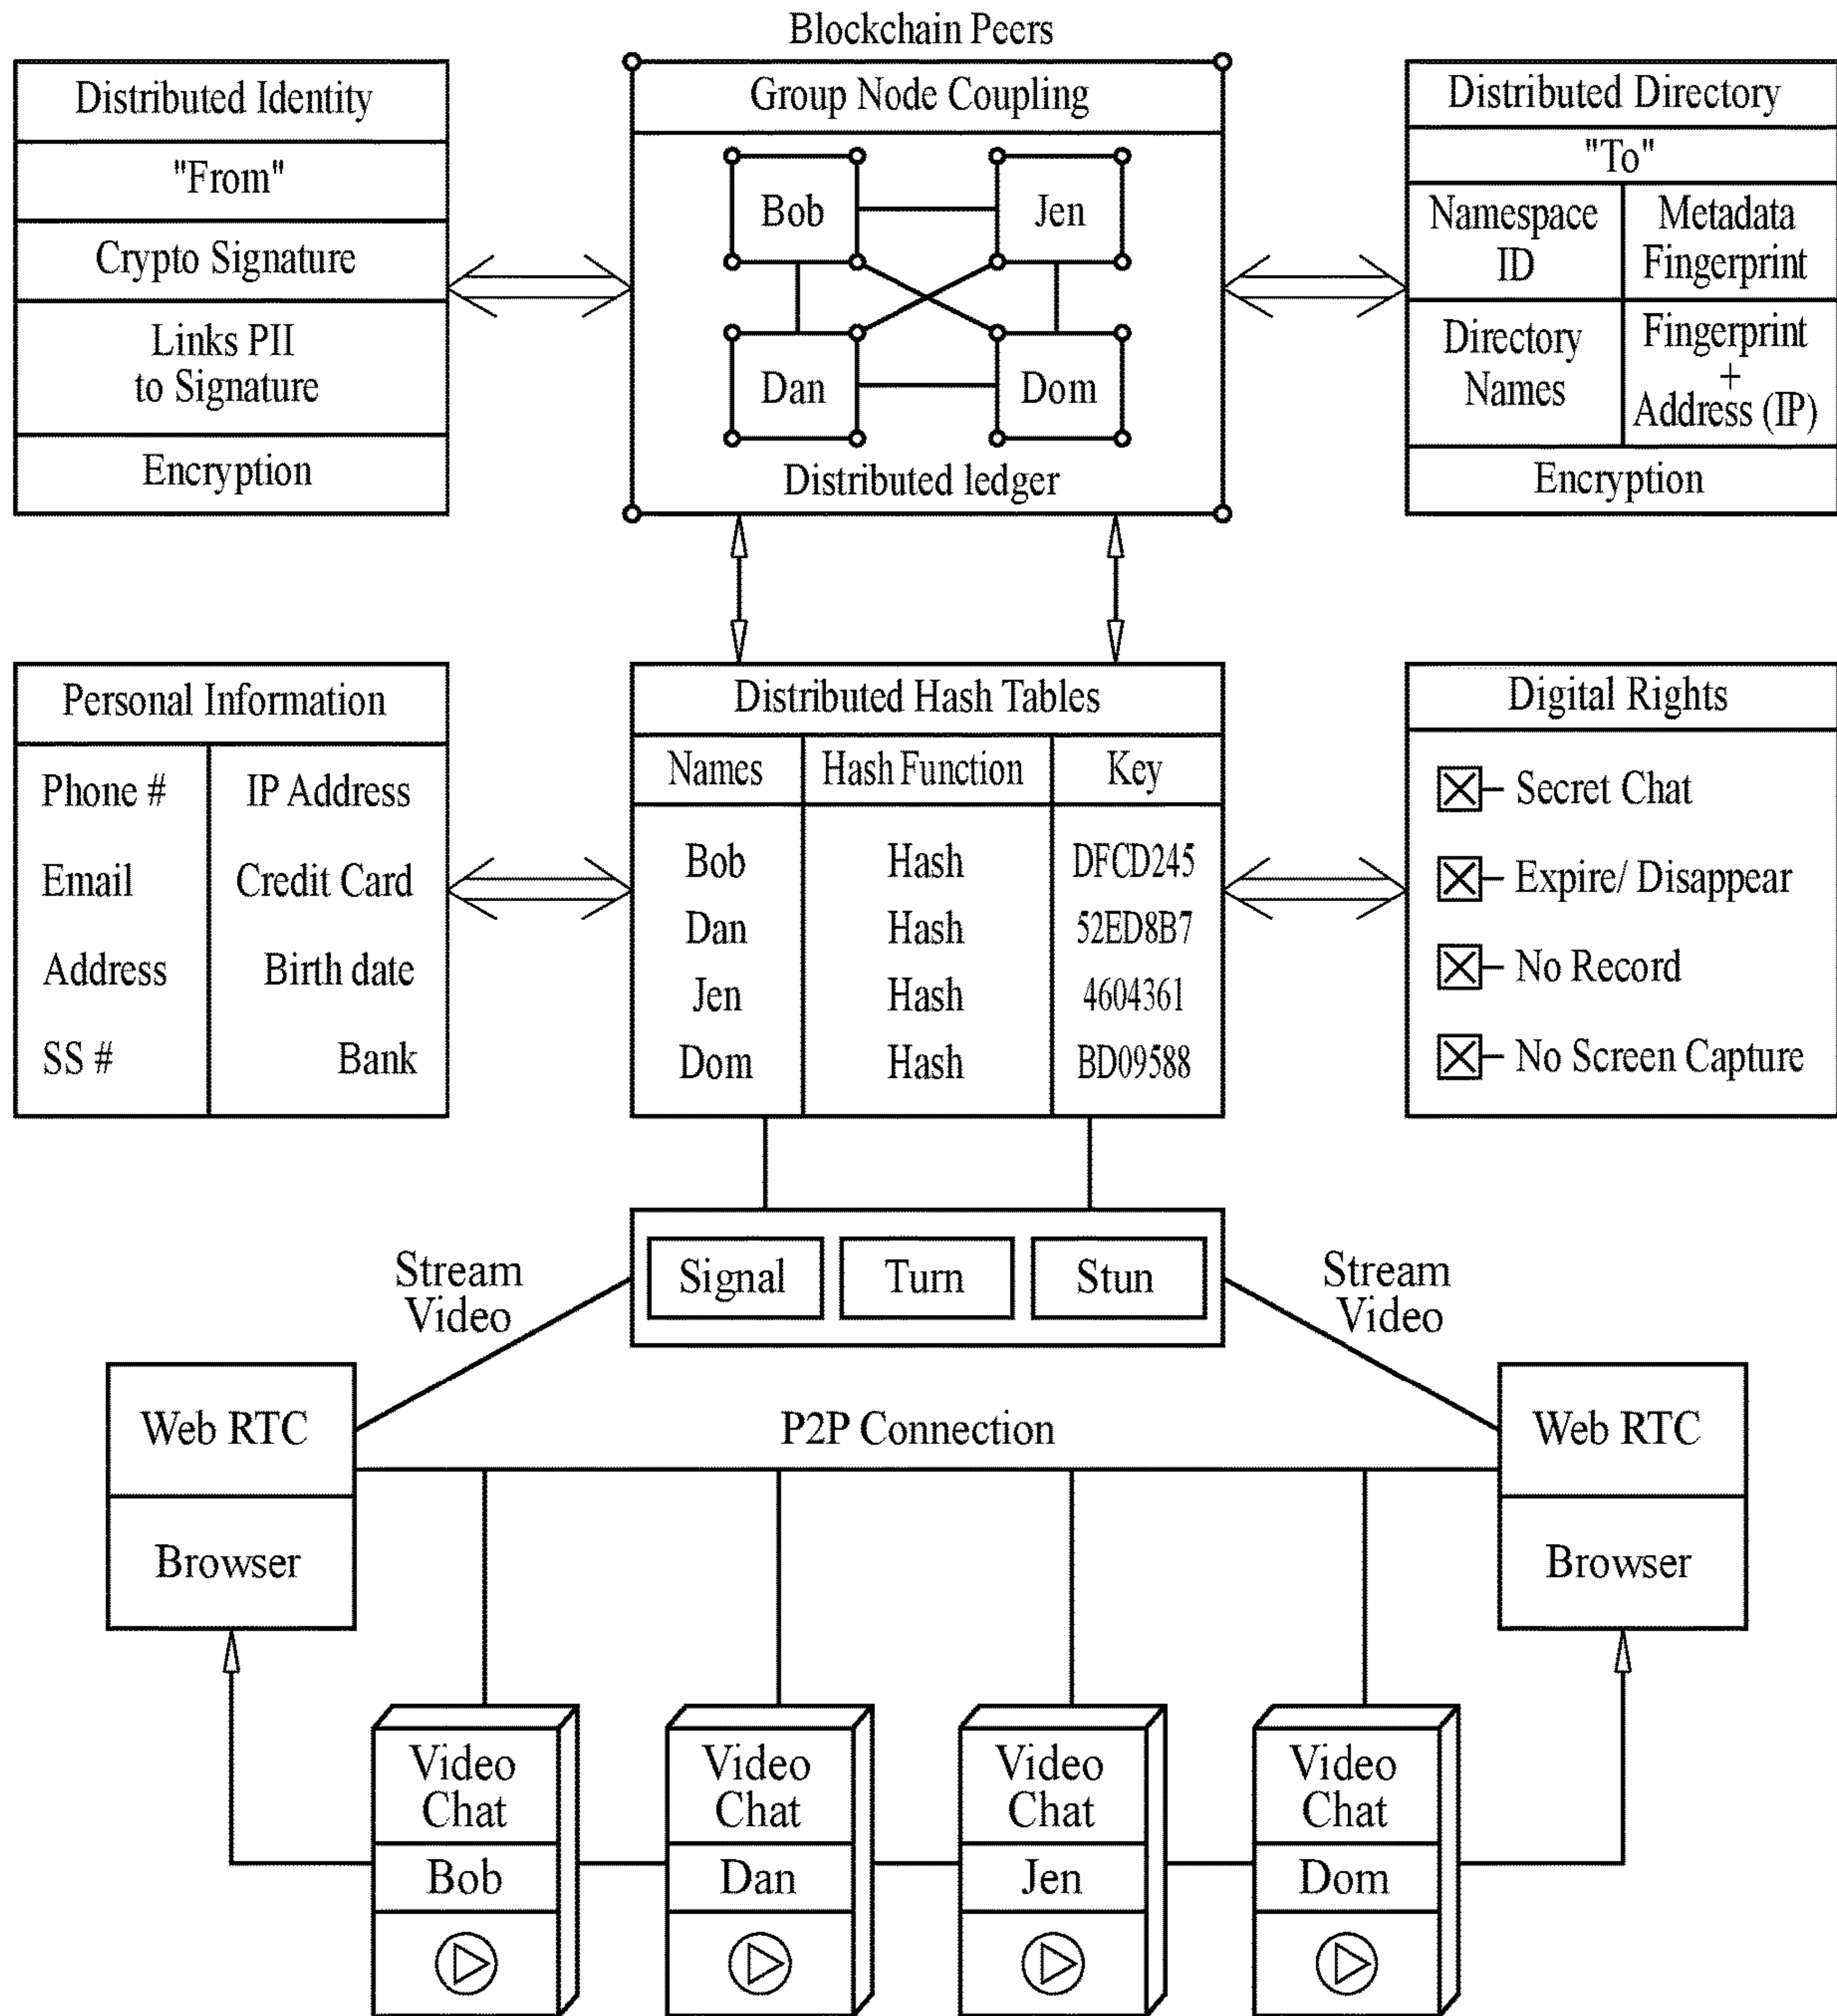 Blockchain Peers
Distributed Identity
"From"
Crypto Signature
Links PII
to Signature
Encryption
Group Node Coupling
Bob
Jen
Dan
Dom
Distributed ledger
Distributed Directory
"To"
Namespace
ID
Metadata
Fingerprint
Directory
Names
Fingerprint
+
Address (IP)
Encryption
Personal Information
Phone #
IP Address
Email
Credit Card
Address
Birth date
SS #
Bank
Distributed Hash Tables
Names Hash Function Key
Bob Hash DFCD245
Dan Hash 52ED8B7
Jen Hash 4604361
Dom Hash BD09588
Digital Rights
Secret Chat
Expire/ Disappear
No Record
No Screen Capture
Signal
Turn
Stun
Stream
Video
Stream
Video
Web RTC
Browser
P2P Connection
Web RTC
Browser
Video
Chat
Bob
Video
Chat
Dan
Video
Chat
Jen
Video
Chat
Dom